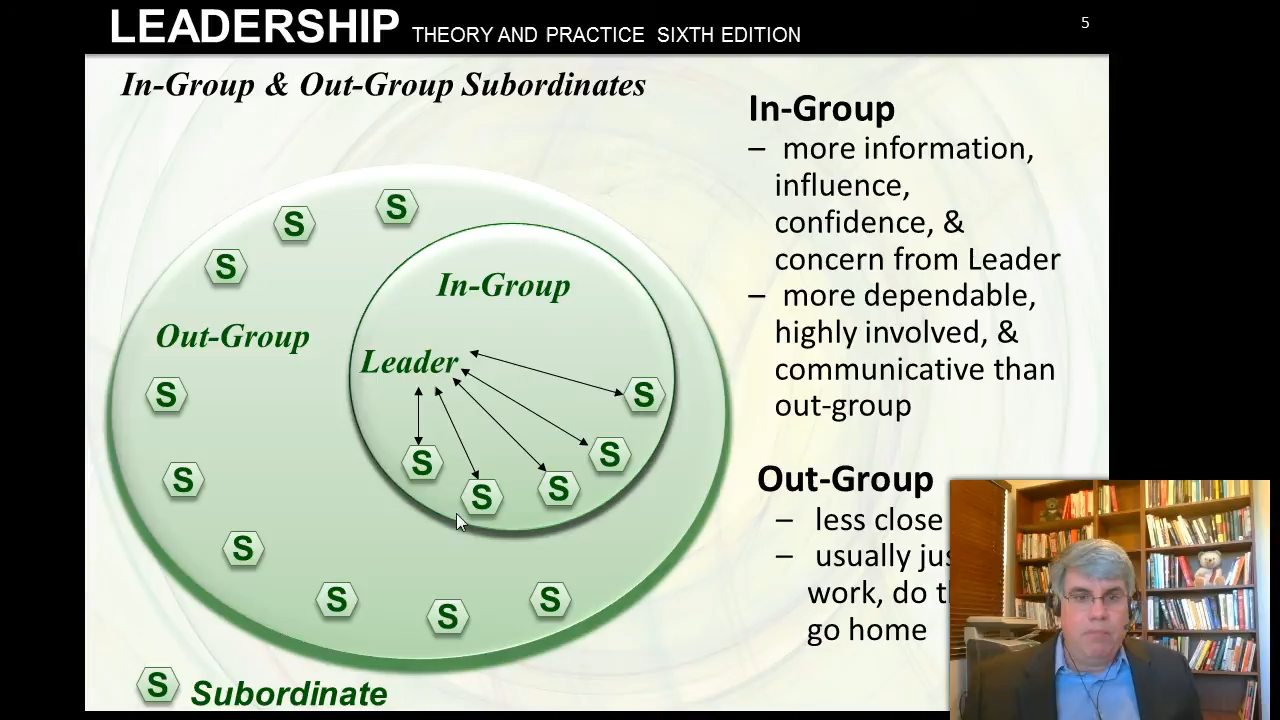 LEADERSHIP THEORY AND PRACTICE SIXTH EDITION
5
In-Group & Out-Group Subordinates
In-Group
– more information,
influence,
confidence, &
concern from Leader
– more dependable,
highly involved, &
communicative than
out-group
Out-Group
– less close
– usually
work, do
go home
S
S
S
In-Group
Out-Group
Leader
S
S
S
S
S
S
S
S
S
S
S
S
Subordinate